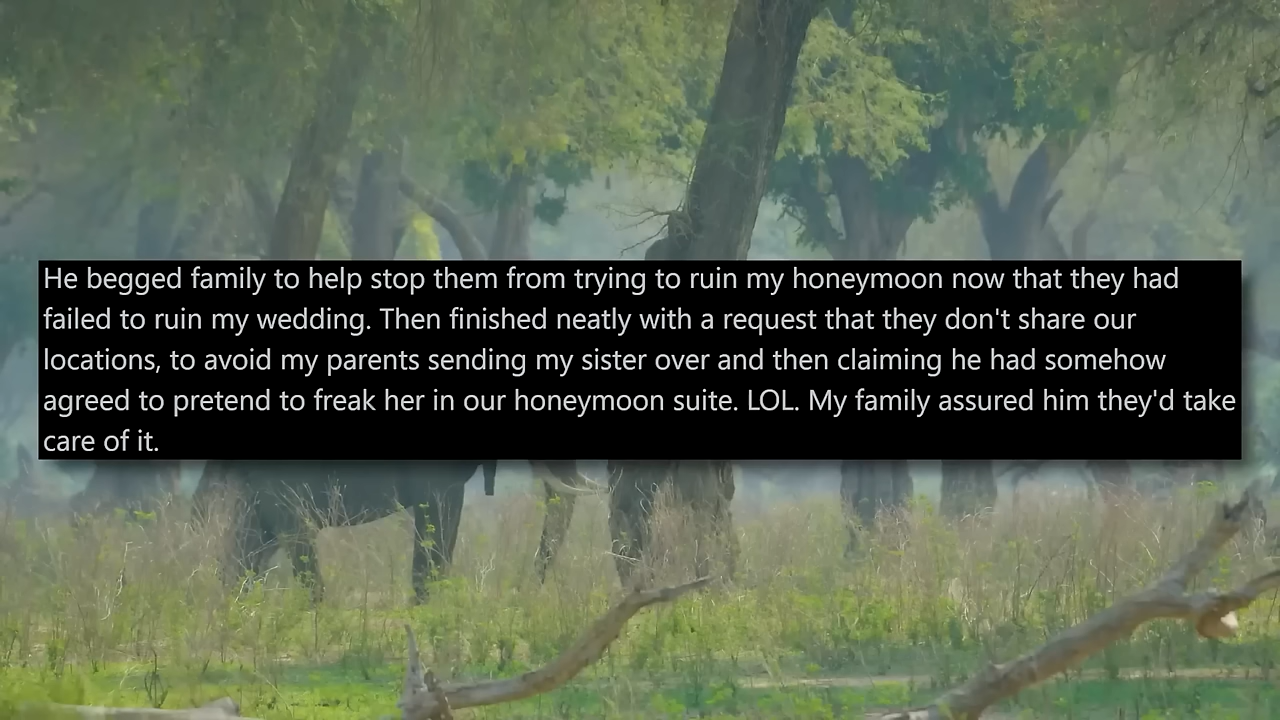 He begged family to help stop them from trying to ruin my honeymoon now that they had
failed to ruin my wedding. Then finished neatly with a request that they don't share our
locations, to avoid my parents sending my sister over and then claiming he had somehow
agreed to pretend to freak her in our honeymoon suite. LOL. My family assured him they'd take
care of it.